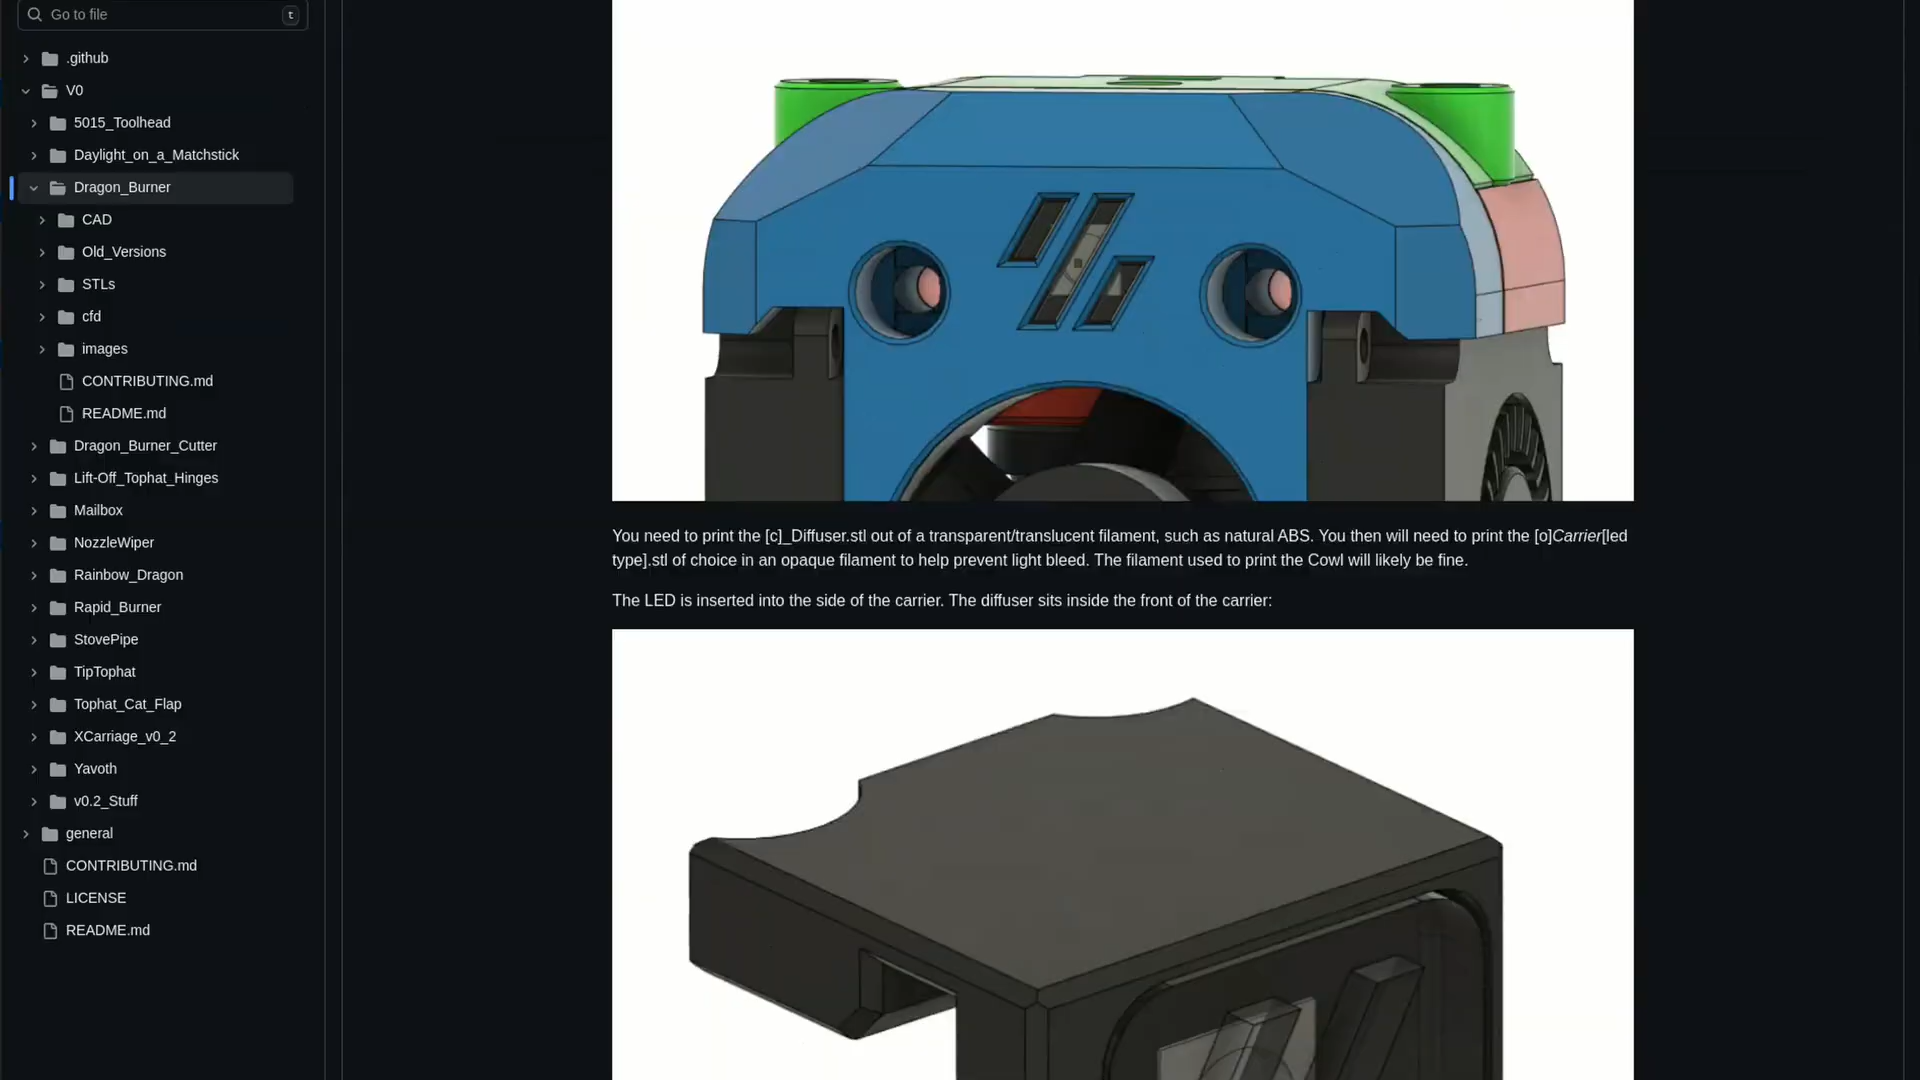 Go to file
t
.github
V0
5015_Toolhead
Daylight_on_a_Matchstick
Dragon_Burner
CAD
Old_Versions
STLs
cfd
images
CONTRIBUTING.md
README.md
Dragon_Burner_Cutter
Lift-Off_Tophat_Hinges
Mailbox
NozzleWiper
Rainbow_Dragon
Rapid_Burner
StovePipe
TipTophat
Tophat_Cat_Flap
XCarriage_v0_2
Yavoth
v0.2_Stuff
general
CONTRIBUTING.md
LICENSE
README.md
You need to print the [c]_Diffuser.stl out of a transparent/translucent filament, such as natural ABS. You then will need to print the [o]Carrier[led
type].stl of choice in an opaque filament to help prevent light bleed. The filament used to print the Cowl will likely be fine.
The LED is inserted into the side of the carrier. The diffuser sits inside the front of the carrier: